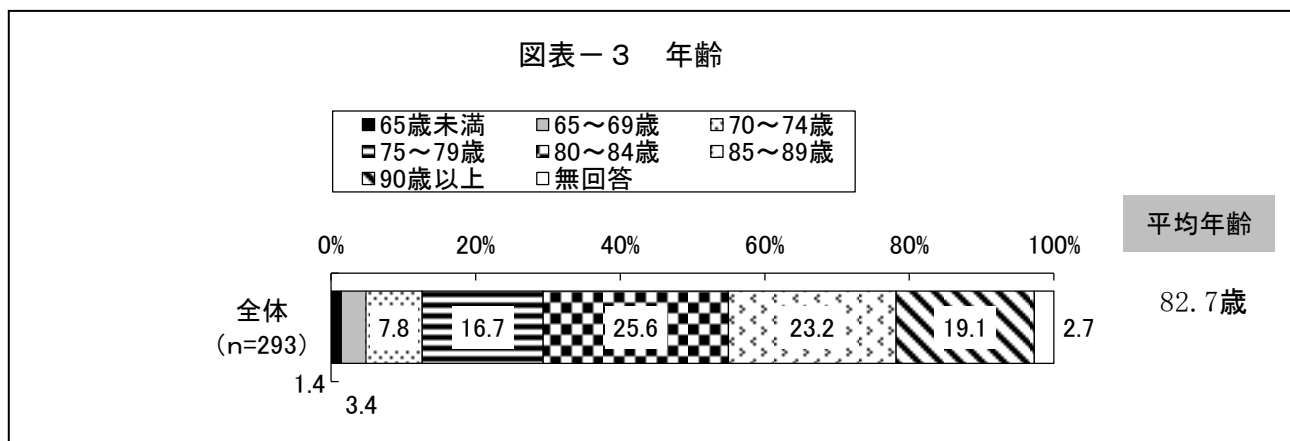 図表－３　年齢
65歳未満 65～69歳 70～74歳
75～79歳 80～84歳 85～89歳
90歳以上 無回答
平均年齢
0% 20% 40% 60% 80% 100%
82.7歳
全体
（n=293）
7.8 16.7 25.6 23.2 19.1 2.7
1.4
3.4